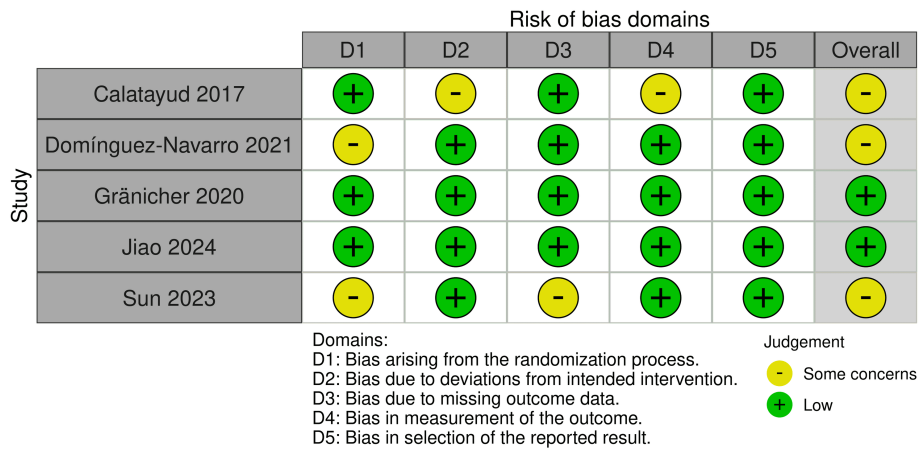 Risk of bias domains
D1 D2 D3 D4 D5 Overall
Study
Calatayud 2017 + - + - + -
Domínguez-Navarro 2021 - + + + + -
Gränicher 2020 + + + + + +
Jiao 2024 + + + + + +
Sun 2023 - + - + + -
Domains:
D1: Bias arising from the randomization process.
D2: Bias due to deviations from intended intervention.
D3: Bias due to missing outcome data.
D4: Bias in measurement of the outcome.
D5: Bias in selection of the reported result.
Judgement
- Some concerns
+ Low